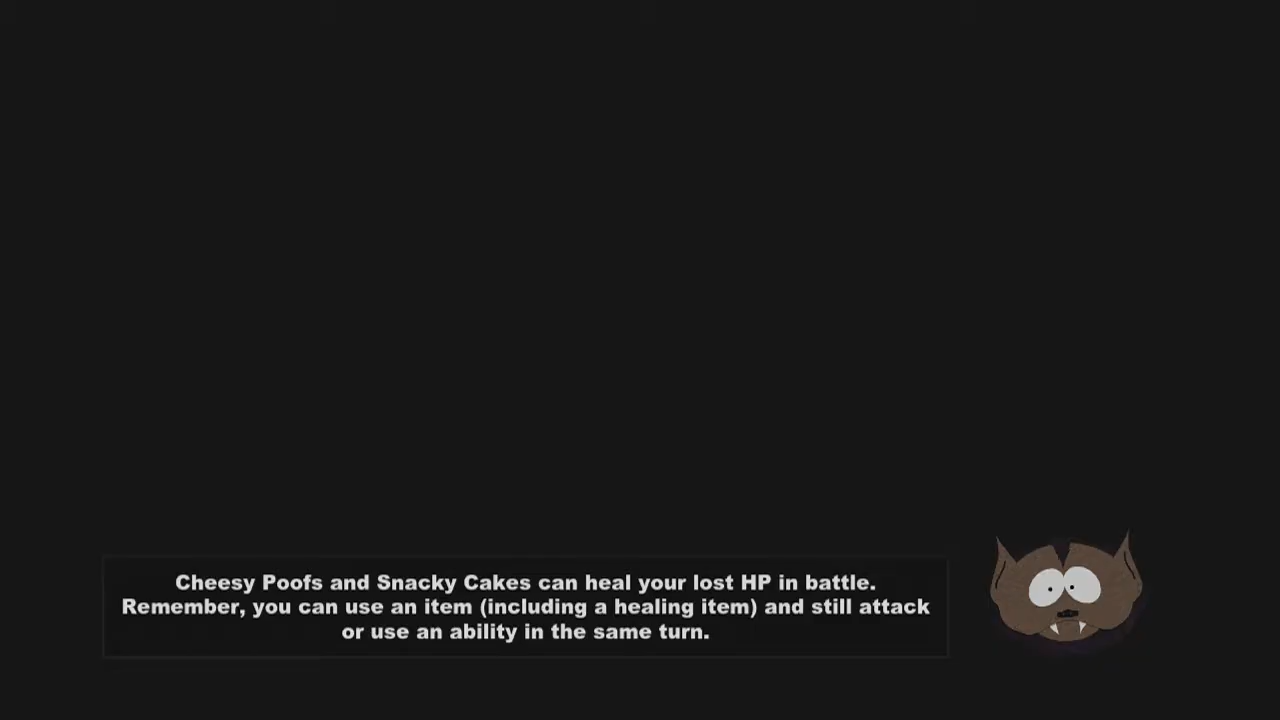 Cheesy Poofs and Snacky Cakes can heal your lost HP in battle.
Remember, you can use an item (including a healing item) and still attack
or use an ability in the same turn.